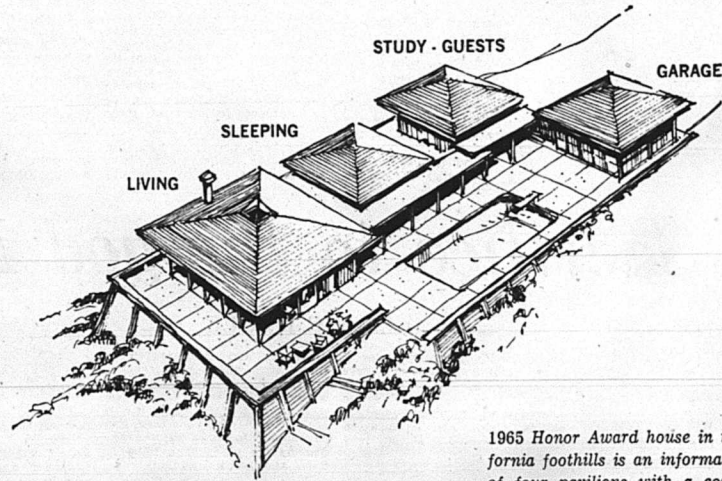 STUDY - GUESTS
GARAGE
SLEEPING
LIVING
1965 Honor Award house in
fornia foothills is an informa
of four pavilions with a